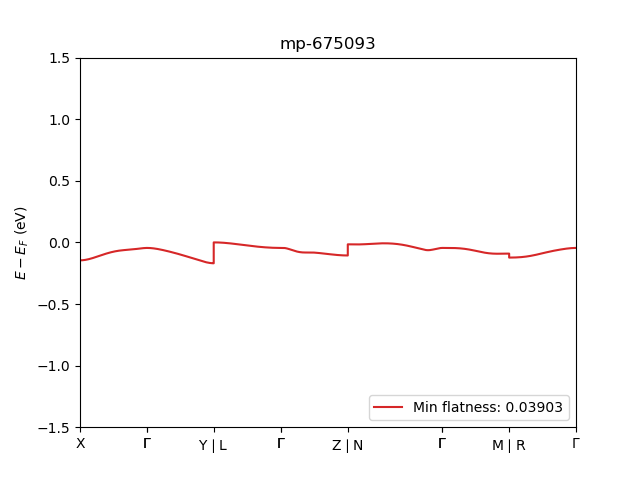 mp-675093
E − E_F (eV)
1.5
1.0
0.5
0.0
−0.5
−1.0
−1.5
Min flatness: 0.03903
X Γ Y | L Γ Z | N Γ M | R Γ